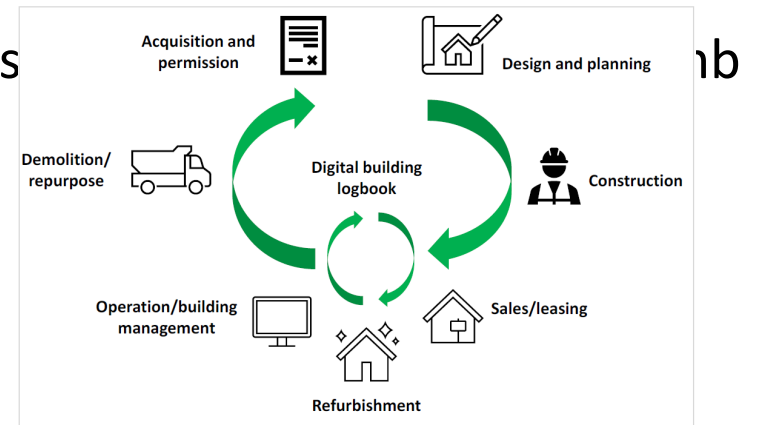 Acquisition and
permission
Design and planning
Demolition/
repurpose
Digital building
logbook
Construction
Operation/building
management
Sales/leasing
Refurbishment